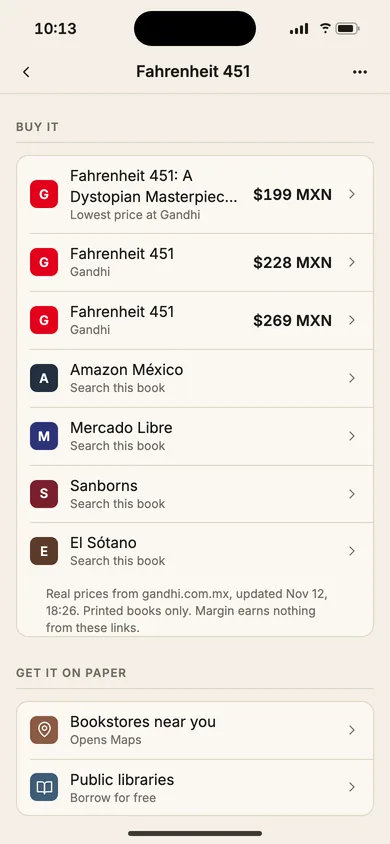 10:13
Fahrenheit 451
BUY IT
G
Fahrenheit 451: A
Dystopian Masterpiec...
Lowest price at Gandhi
$199 MXN
G
Fahrenheit 451
Gandhi
$228 MXN
G
Fahrenheit 451
Gandhi
$269 MXN
A
Amazon México
Search this book
M
Mercado Libre
Search this book
S
Sanborns
Search this book
E
El Sótano
Search this book
Real prices from gandhi.com.mx, updated Nov 12,
18:26. Printed books only. Margin earns nothing
from these links.
GET IT ON PAPER
Bookstores near you
Opens Maps
Public libraries
Borrow for free